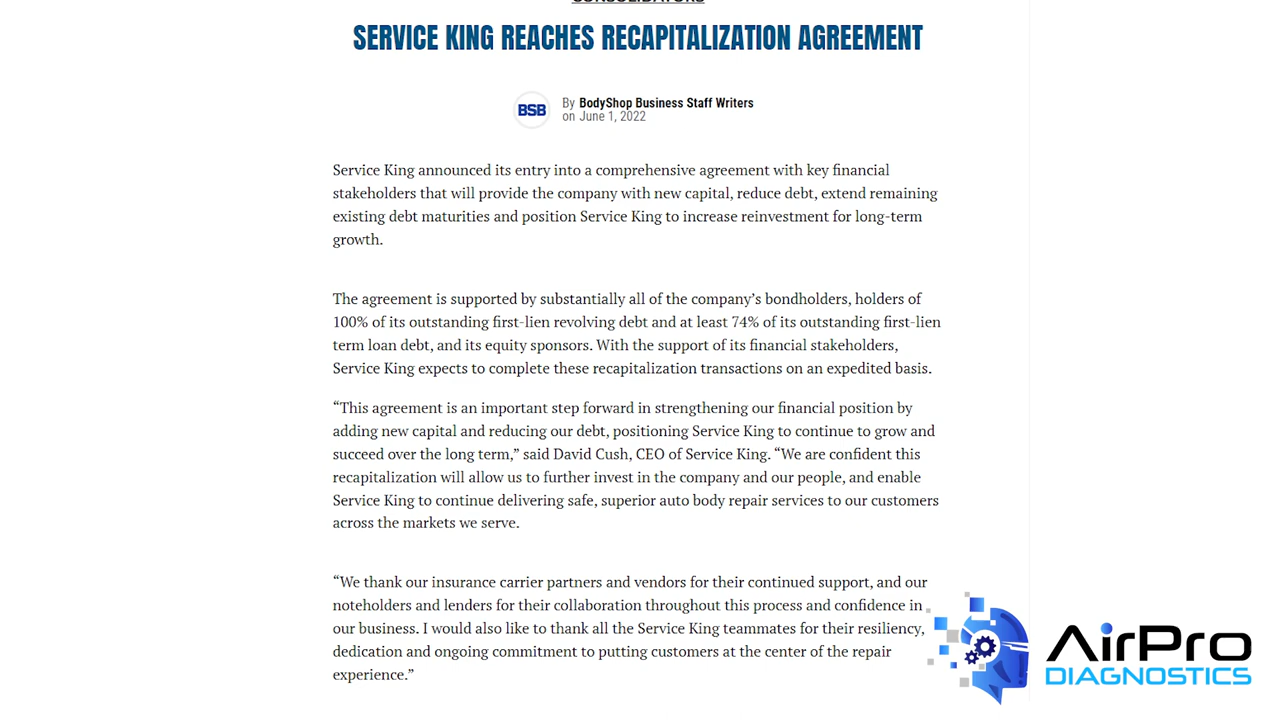 CONSOLIDATORS
SERVICE KING REACHES RECAPITALIZATION AGREEMENT
BSB
By BodyShop Business Staff Writers
on June 1, 2022
Service King announced its entry into a comprehensive agreement with key financial
stakeholders that will provide the company with new capital, reduce debt, extend remaining
existing debt maturities and position Service King to increase reinvestment for long-term
growth.
The agreement is supported by substantially all of the company’s bondholders, holders of
100% of its outstanding first-lien revolving debt and at least 74% of its outstanding first-lien
term loan debt, and its equity sponsors. With the support of its financial stakeholders,
Service King expects to complete these recapitalization transactions on an expedited basis.
“This agreement is an important step forward in strengthening our financial position by
adding new capital and reducing our debt, positioning Service King to continue to grow and
succeed over the long term,” said David Cush, CEO of Service King. “We are confident this
recapitalization will allow us to further invest in the company and our people, and enable
Service King to continue delivering safe, superior auto body repair services to our customers
across the markets we serve.
“We thank our insurance carrier partners and vendors for their continued support, and our
noteholders and lenders for their collaboration throughout this process and confidence in
our business. I would also like to thank all the Service King teammates for their resiliency,
dedication and ongoing commitment to putting customers at the center of the repair
experience.”
AirPro
DIAGNOSTICS